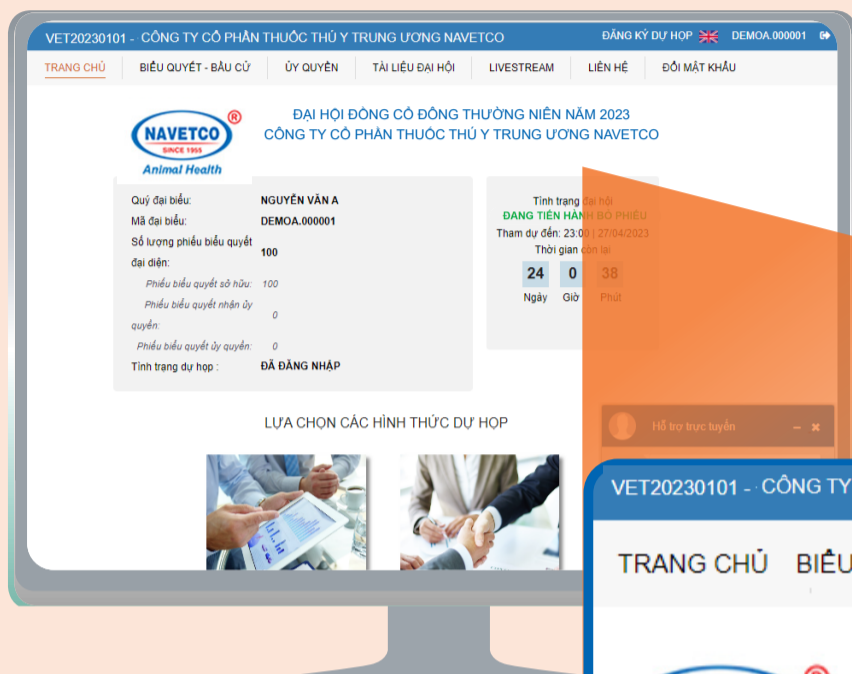 VET20230101 - CÔNG TY CỔ PHẦN THUỐC THÚ Y TRUNG ƯƠNG NAVETCO
ĐĂNG KÝ DỰ HỌP
DEMOA.000001
TRANG CHỦ BIỂU QUYẾT - BẦU CỬ ỦY QUYỀN TÀI LIỆU ĐẠI HỘI LIVESTREAM LIÊN HỆ ĐỔI MẬT KHẨU
ĐẠI HỘI ĐỒNG CỔ ĐÔNG THƯỜNG NIÊN NĂM 2023
CÔNG TY CỔ PHẦN THUỐC THÚ Y TRUNG ƯƠNG NAVETCO
NAVETCO ®
SINCE 1955
Animal Health
Quý đại biểu: NGUYỄN VĂN A
Mã đại biểu: DEMOA.000001
Số lượng phiếu biểu quyết
đại diện: 100
Phiếu biểu quyết sở hữu: 100
Phiếu biểu quyết nhận ủy
quyền: 0
Phiếu biểu quyết ủy quyền: 0
Tình trạng dự họp : ĐÃ ĐĂNG NHẬP
Tình trạng đại hội
ĐANG TIẾN HÀNH BỎ PHIẾU
Tham dự đến: 23:00 | 27/04/2023
Thời gian còn lại
24 0 38
Ngày Giờ Phút
LỰA CHỌN CÁC HÌNH THỨC DỰ HỌP
Hỗ trợ trực tuyến
VET20230101 - CÔNG TY
TRANG CHỦ BIỂU
®